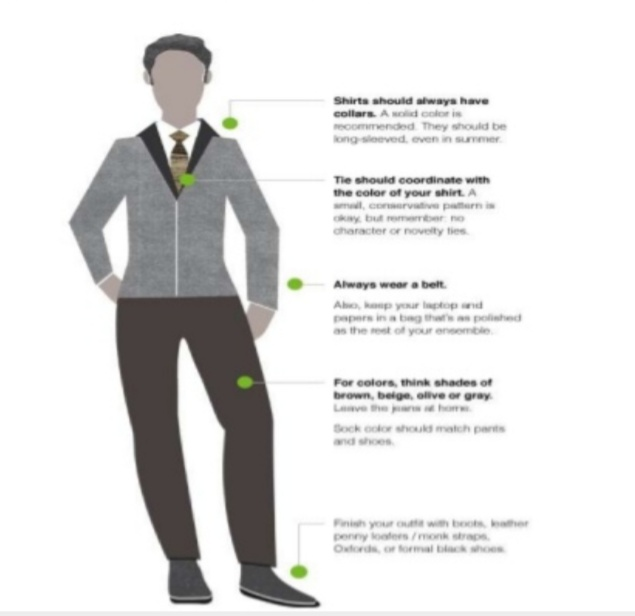 Shirts should always have
collars. A solid color is
recommended. They should be
long-sleeved, even in summer.
Tie should coordinate with
the color of your shirt. A
small, conservative pattern is
okay, but remember: no
character or novelty ties.
Always wear a belt.
Also, keep your laptop and
papers in a bag that's as polished
as the rest of your ensemble.
For colors, think shades of
brown, beige, olive or gray.
Leave the jeans at home.
Sock color should match pants
and shoes.
Finish your outfit with boots, leather
penny loafers / monk straps,
Oxfords, or formal black shoes.